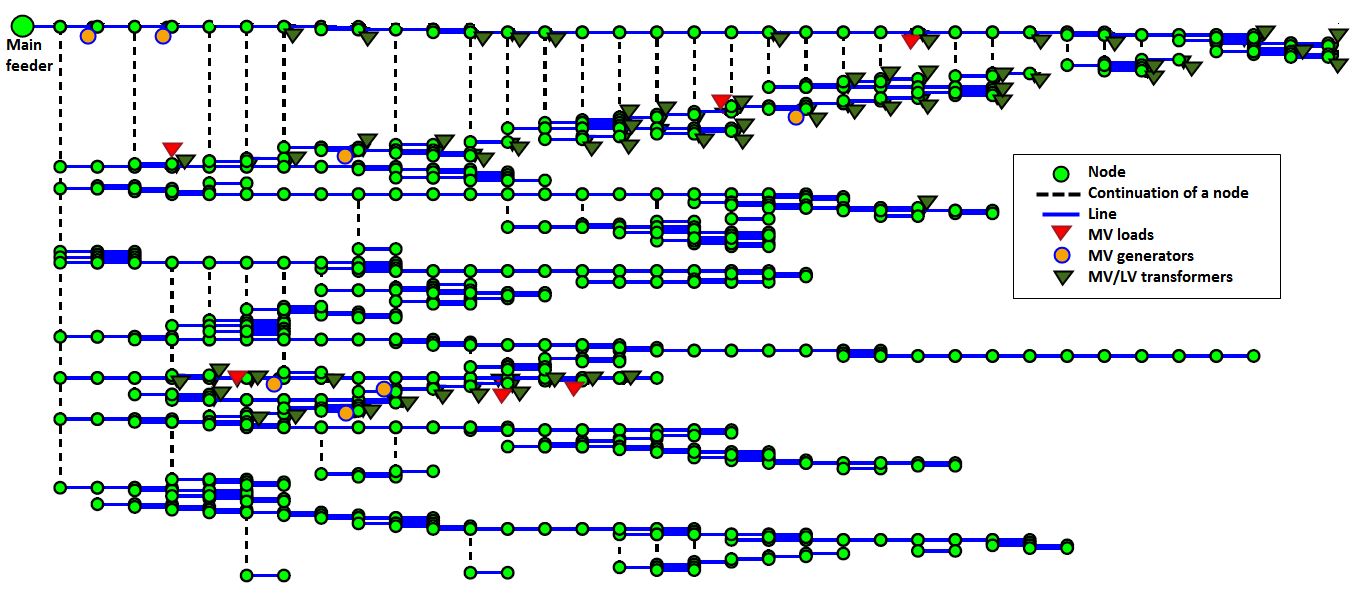 Main
feeder
Node
Continuation of a node
Line
MV loads
MV generators
MV/LV transformers